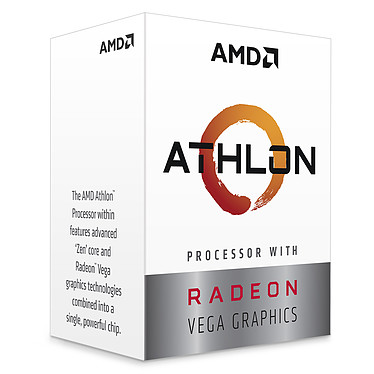 AMD
The AMD Athlon™
Processor within
features advanced
'Zen' core and
Radeon™ Vega
graphics technologies
combined into a
single, powerful chip.
AMD
ATHLON
PROCESSOR WITH
RADEON
VEGA GRAPHICS